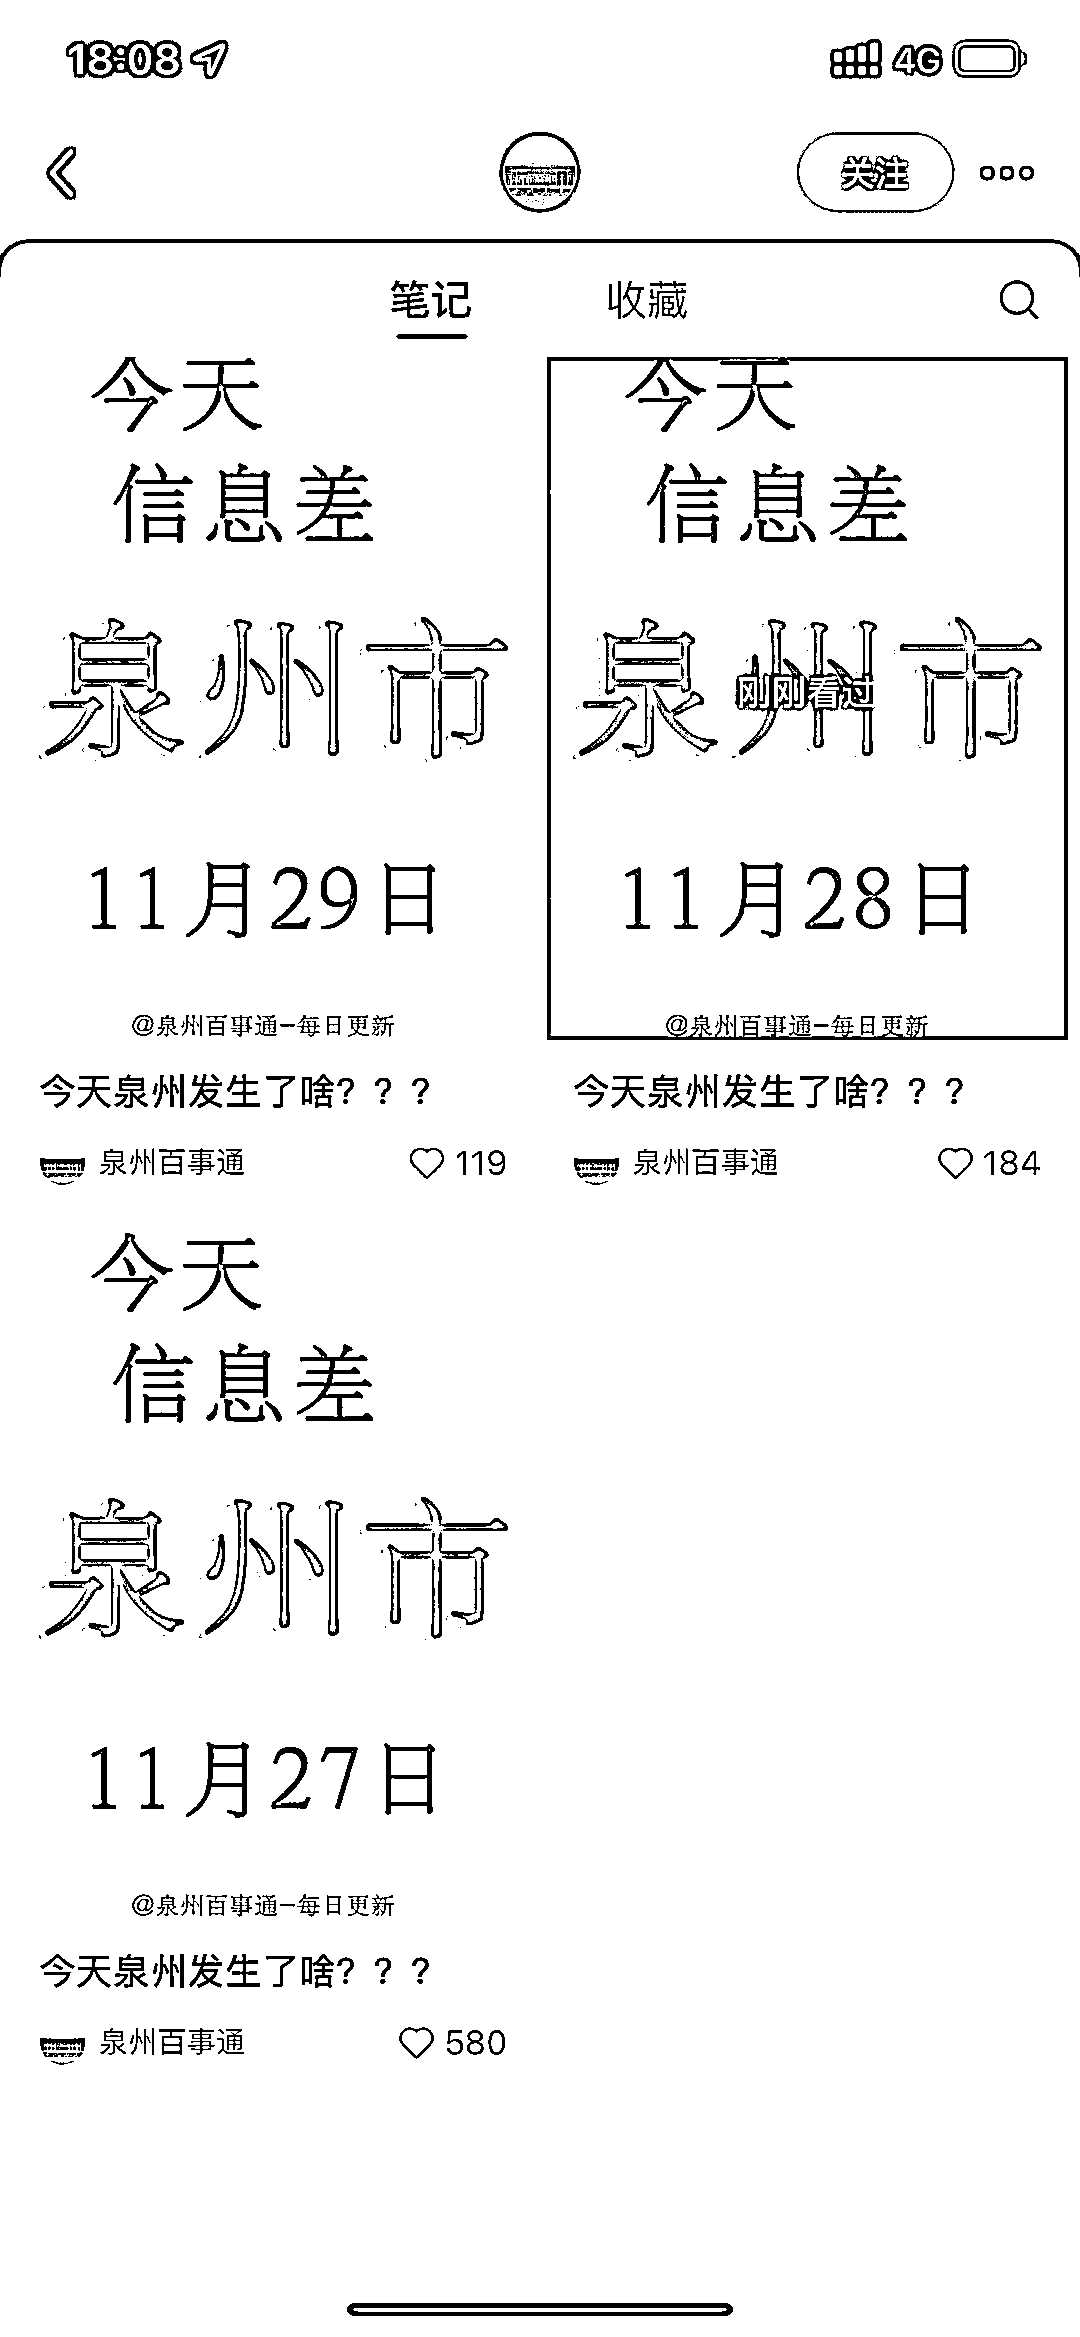 18:08
4G
关注
笔记
收藏
今天
信息差
泉州市
11月29日
@泉州百事通-每日更新
今天泉州发生了啥？？？
泉州百事通
119
今天
信息差
泉州市
刚刚看过
11月28日
@泉州百事通-每日更新
今天泉州发生了啥？？？
泉州百事通
184
今天
信息差
泉州市
11月27日
@泉州百事通-每日更新
今天泉州发生了啥？？？
泉州百事通
580